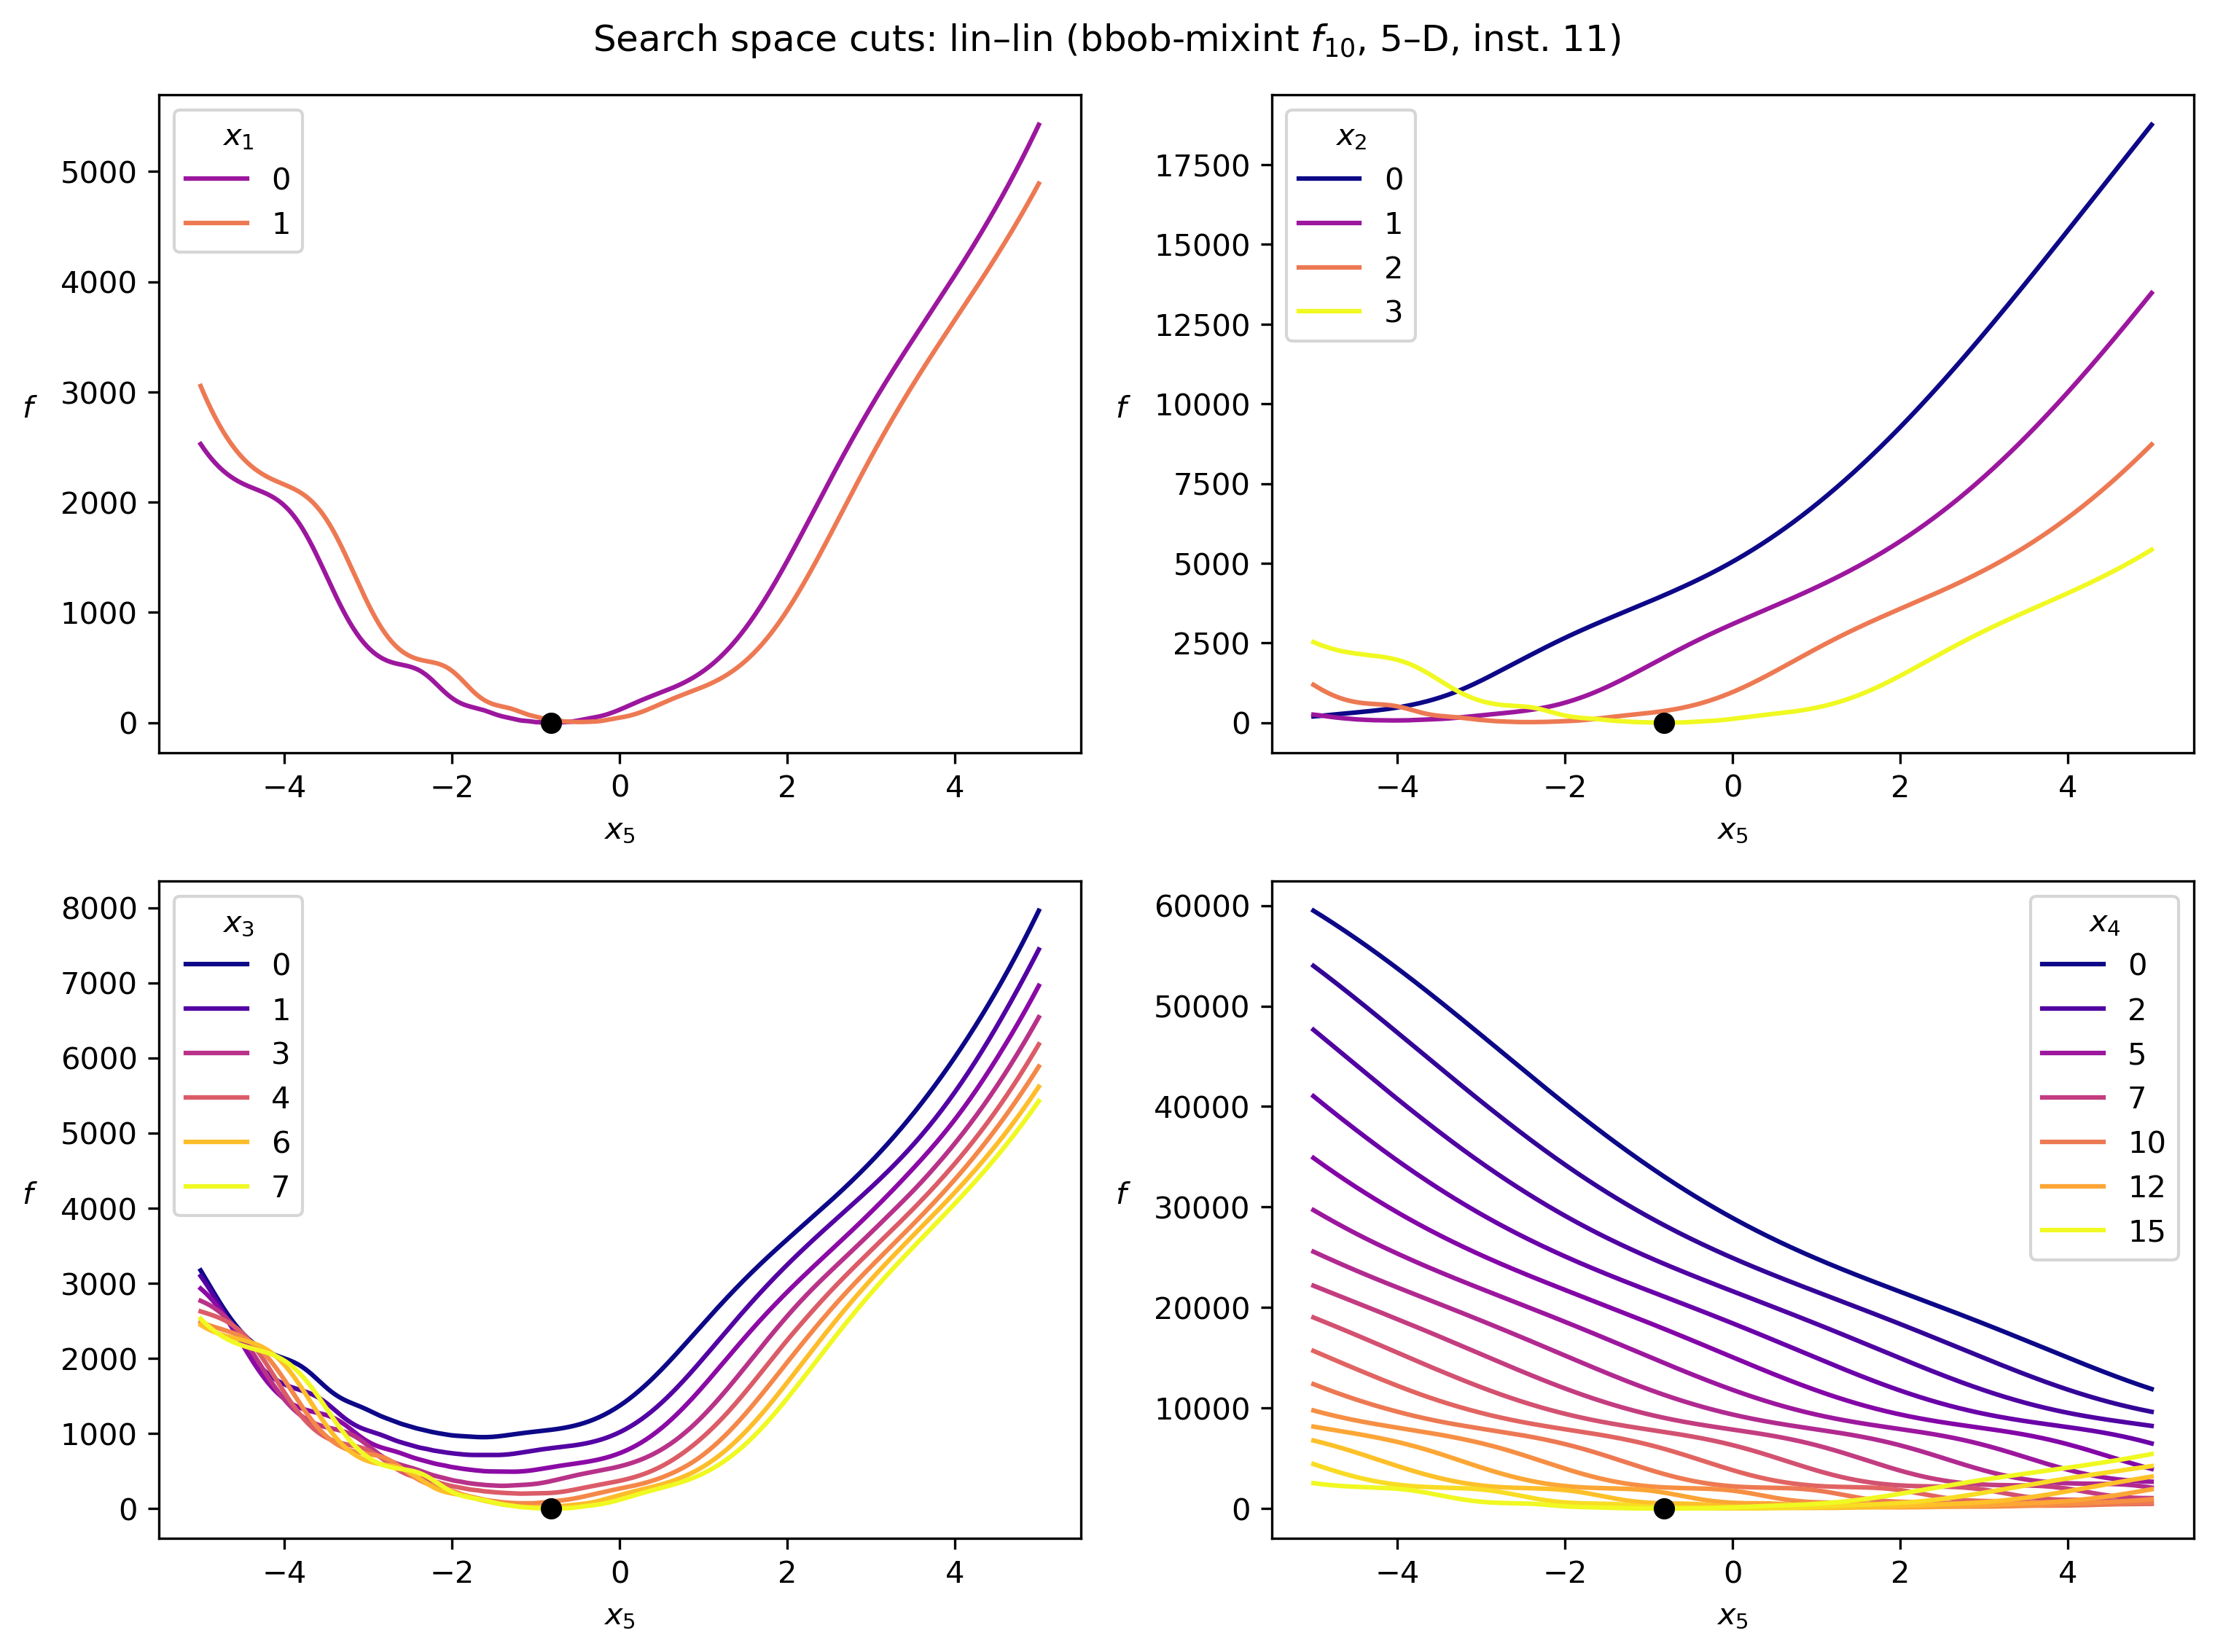 Search space cuts: lin–lin (bbob-mixint f10, 5–D, inst. 11)
x1
0
1
5000
4000
3000
2000
1000
0
f
−4 −2 0 2 4
x5
x2
0
1
2
3
17500
15000
12500
10000
7500
5000
2500
0
f
−4 −2 0 2 4
x5
x3
0
1
3
4
6
7
8000
7000
6000
5000
4000
3000
2000
1000
0
f
−4 −2 0 2 4
x5
x4
0
2
5
7
10
12
15
60000
50000
40000
30000
20000
10000
0
f
−4 −2 0 2 4
x5